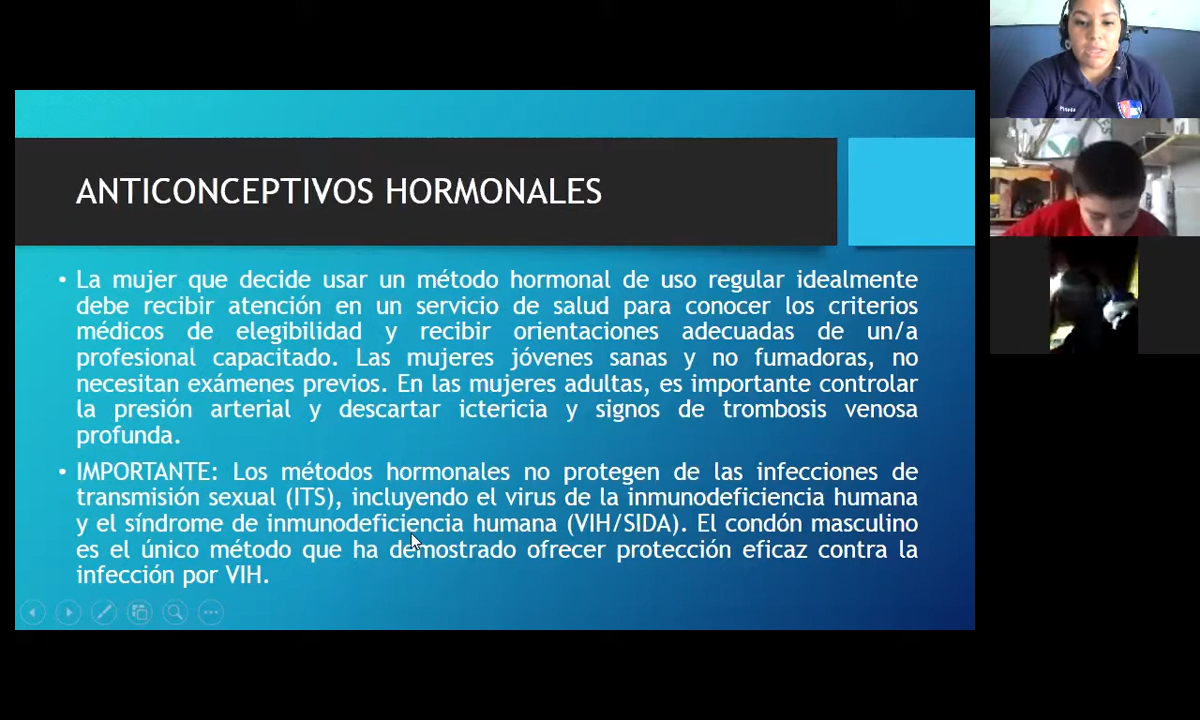 ANTICONCEPTIVOS HORMONALES
• La mujer que decide usar un método hormonal de uso regular idealmente
debe recibir atención en un servicio de salud para conocer los criterios
médicos de elegibilidad y recibir orientaciones adecuadas de un/a
profesional capacitado. Las mujeres jóvenes sanas y no fumadoras, no
necesitan exámenes previos. En las mujeres adultas, es importante controlar
la presión arterial y descartar ictericia y signos de trombosis venosa
profunda.
• IMPORTANTE: Los métodos hormonales no protegen de las infecciones de
transmisión sexual (ITS), incluyendo el virus de la inmunodeficiencia humana
y el síndrome de inmunodeficiencia humana (VIH/SIDA). El condón masculino
es el único método que ha demostrado ofrecer protección eficaz contra la
infección por VIH.